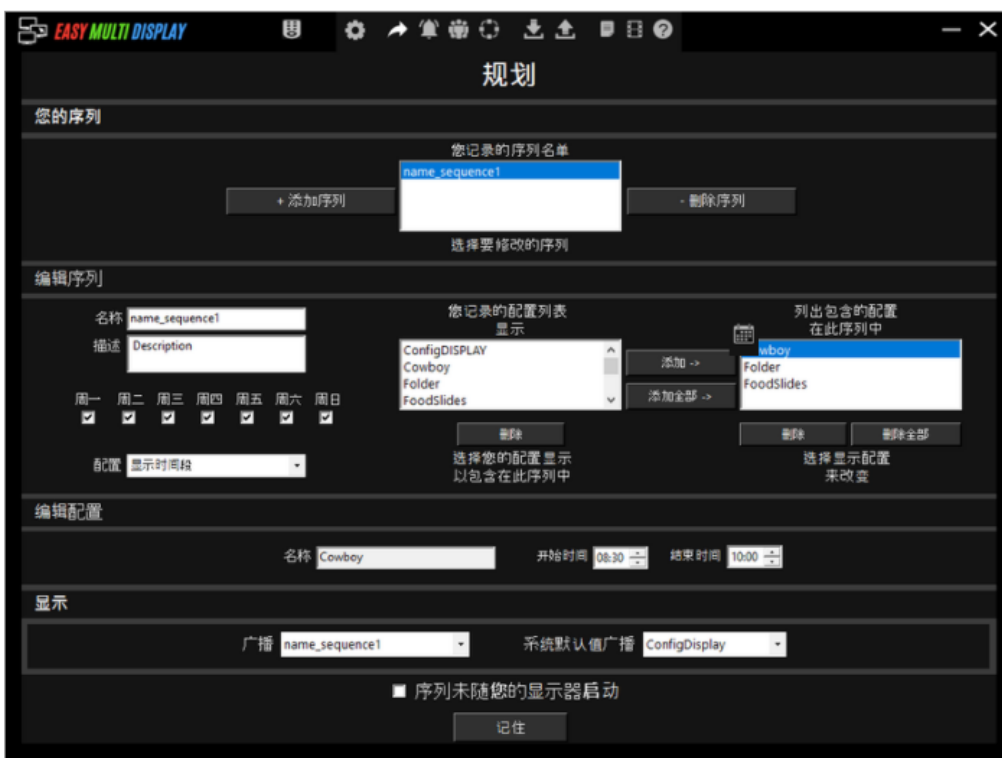 EASY MULTI DISPLAY
规划
您的序列
您记录的序列名单
name_sequence1
+ 添加序列
- 删除序列
选择要修改的序列
编辑序列
名称 name_sequence1
描述 Description
周一 周二 周三 周四 周五 周六 周日
配置 显示时间段
您记录的配置列表
显示
ConfigDISPLAY
Cowboy
Folder
FoodSlides
删除
选择您的配置显示
以包含在此序列中
添加 ->
添加全部 ->
列出包含的配置
在此序列中
wboy
Folder
FoodSlides
删除 删除全部
选择显示配置
来改变
编辑配置
名称 Cowboy 开始时间 08:30 结束时间 10:00
显示
广播 name_sequence1 系统默认值广播 ConfigDisplay
序列未随您的显示器启动
记住